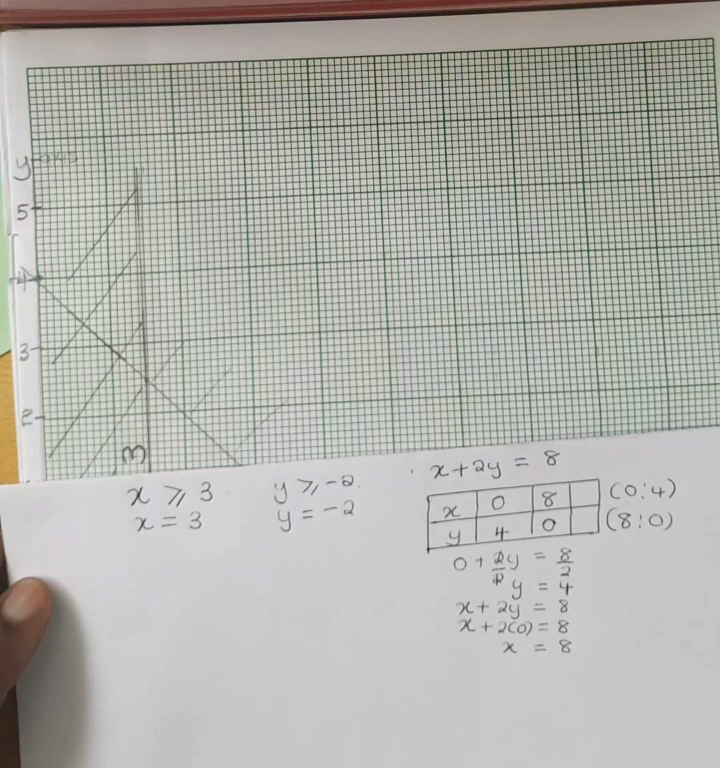 y-axis
5
4
3
2
3
x ⩾ 3
x = 3
y ⩾ -2
y = -2
x + 2y = 8
x 0 8
y 4 0
(0:4)
(8:0)
0 + 2y/2 = 8/2
y = 4
x + 2y = 8
x + 2(0) = 8
x = 8